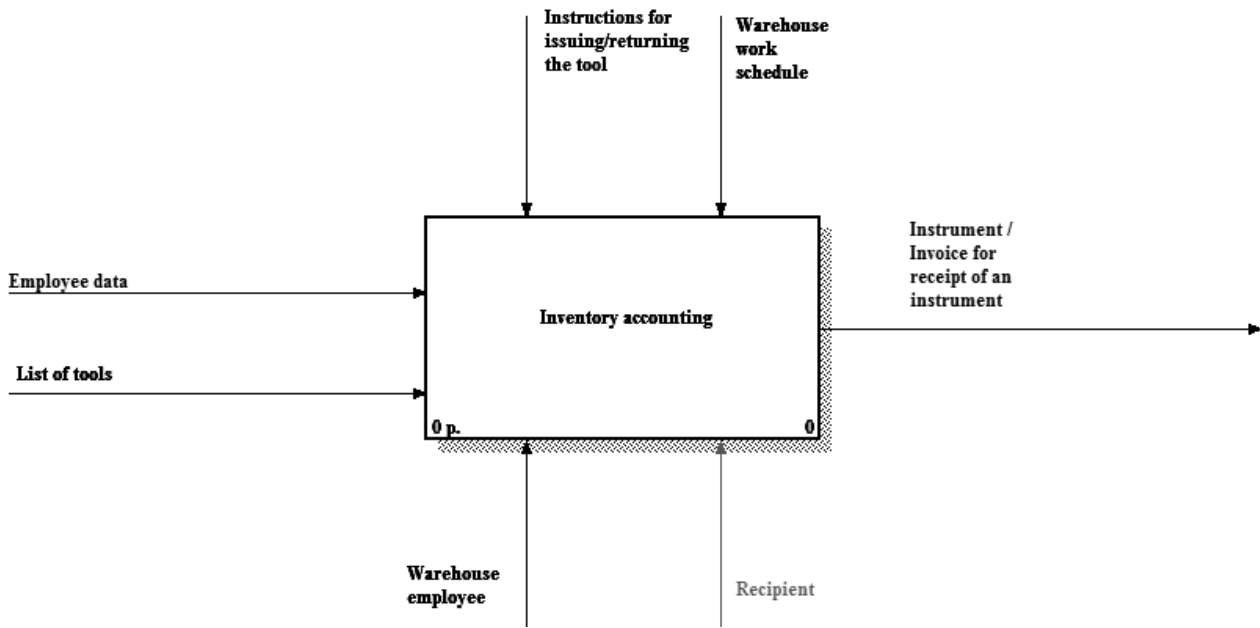 Instructions for
issuing/returning
the tool
Warehouse
work
schedule
Employee data
List of tools
Inventory accounting
0 p.
0
Instrument /
Invoice for
receipt of an
instrument
Warehouse
employee
Recipient